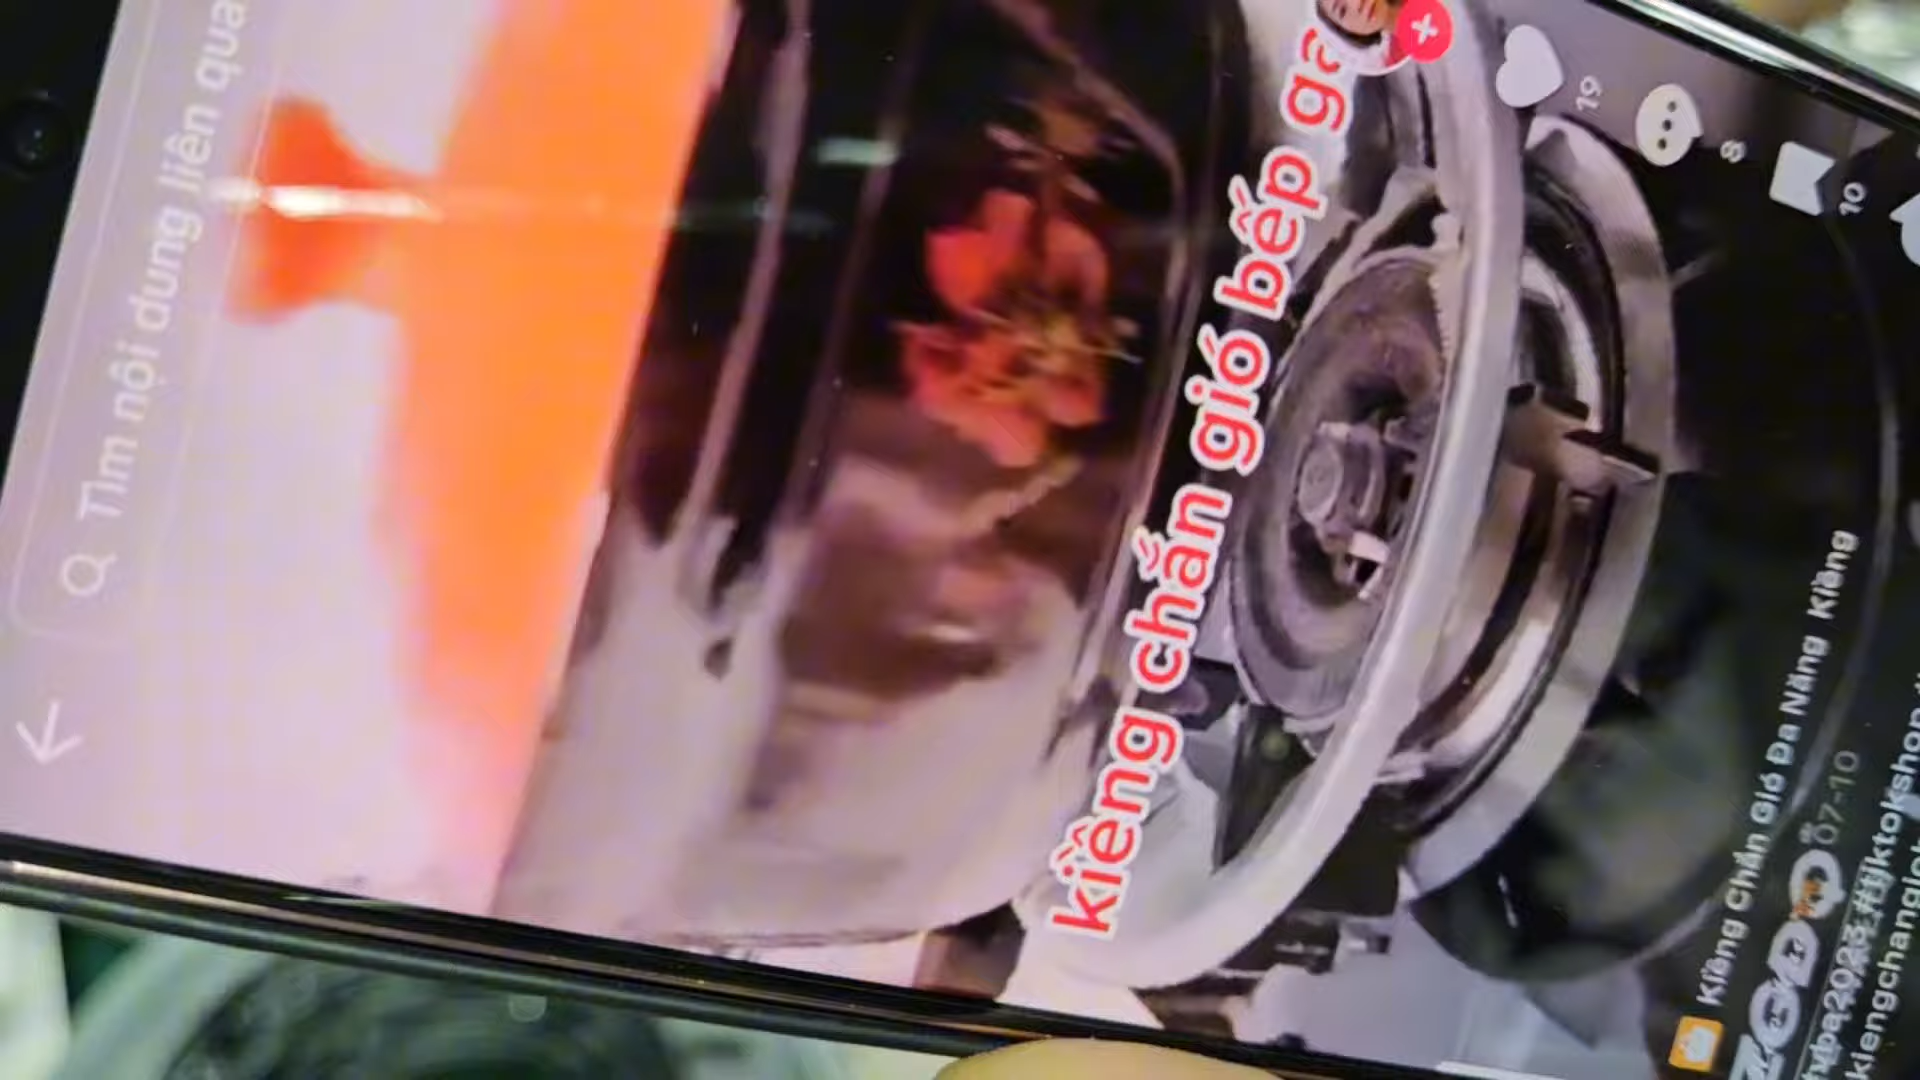 Tìm nội dung liên qua
kiềng chắn gió bếp ga
19
8
10
Kiềng Chắn Gió Đa Năng Kiềng
07-10